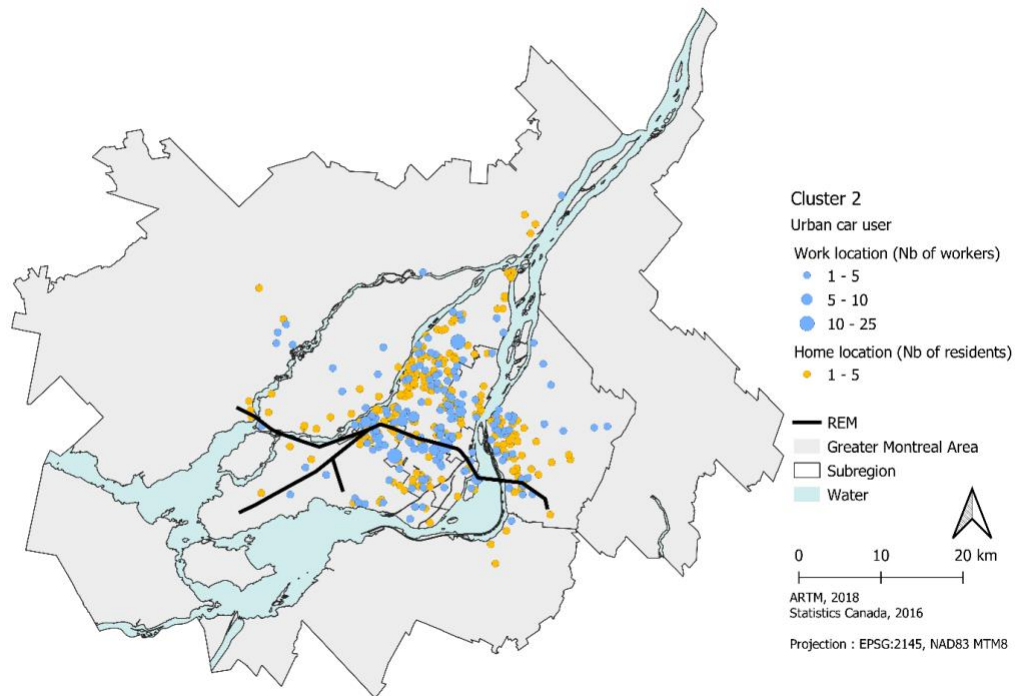 Cluster 2
Urban car user
Work location (Nb of workers)
1 - 5
5 - 10
10 - 25
Home location (Nb of residents)
1 - 5
REM
Greater Montreal Area
Subregion
Water
0 10 20 km
ARTM, 2018
Statistics Canada, 2016
Projection : EPSG:2145, NAD83 MTM8